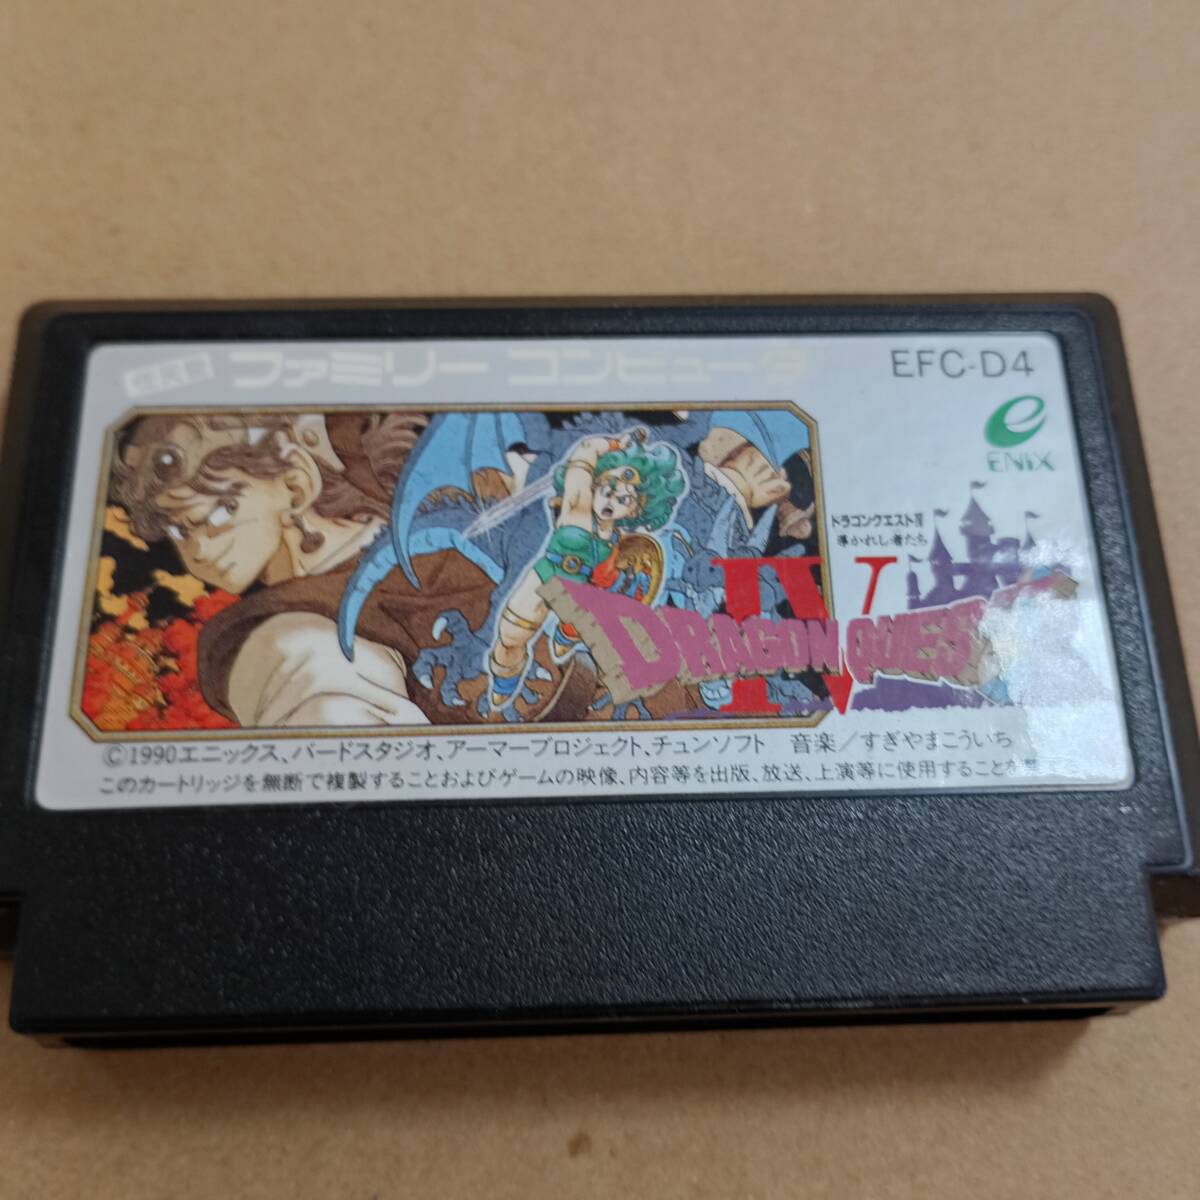 任天堂 ファミリー コンピュータ
EFC-D4
e
ENIX
ドラゴンクエストIV
導かれし者たち
IV
DRAGON QUEST
©1990エニックス、バードスタジオ、アーマープロジェクト、チュンソフト 音楽/すぎやまこういち
このカートリッジを無断で複製することおよびゲームの映像、内容等を出版、放送、上演等に使用することを禁